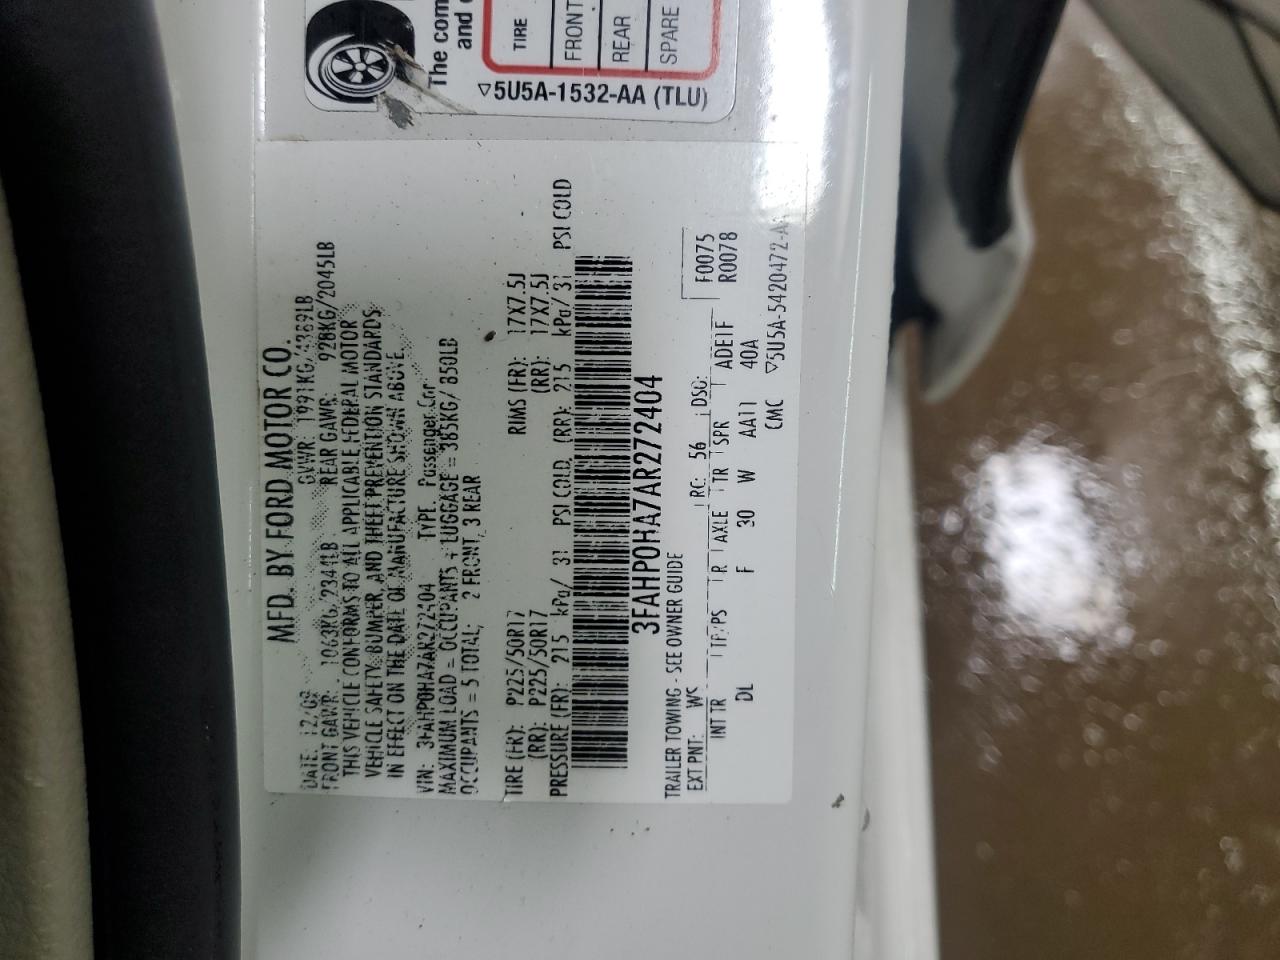 The com
and
TIRE
FRONT
REAR
SPARE
▽5U5A-1532-AA (TLU)
MFD. BY FORD MOTOR CO.
DATE: 12/09 GVWR: 1991KG/4389LB
FRONT GAWR: 1063KG/2344LB REAR GAWR: 928KG/2045LB
THIS VEHICLE CONFORMS TO ALL APPLICABLE FEDERAL MOTOR
VEHICLE SAFETY, BUMPER, AND THEFT PREVENTION STANDARDS
IN EFFECT ON THE DATE OF MANUFACTURE SHOWN ABOVE.
VIN: 3FAHP0HA7AR272404 TYPE: Passenger Car
MAXIMUM LOAD = OCCUPANTS + LUGGAGE = 385KG/ 850LB
OCCUPANTS = 5 TOTAL, 2 FRONT, 3 REAR
TIRE (FR): P225/50R17 RIMS (FR): 17X7.5J
(RR): P225/50R17 (RR): 17X7.5J
PRESSURE (FR): 215 kPa/ 31 PSI COLD, (RR): 215 kPa/ 31 PSI COLD
3FAHP0HA7AR272404
F0075
R0078
TRAILER TOWING - SEE OWNER GUIDE
EXT PNT: WS RC: 56 DSO:
INT TR TP/PS R AXLE TR SPR ADE1F
DL F 30 W AA11 40A
CMC ▽5U5A-5420472-A